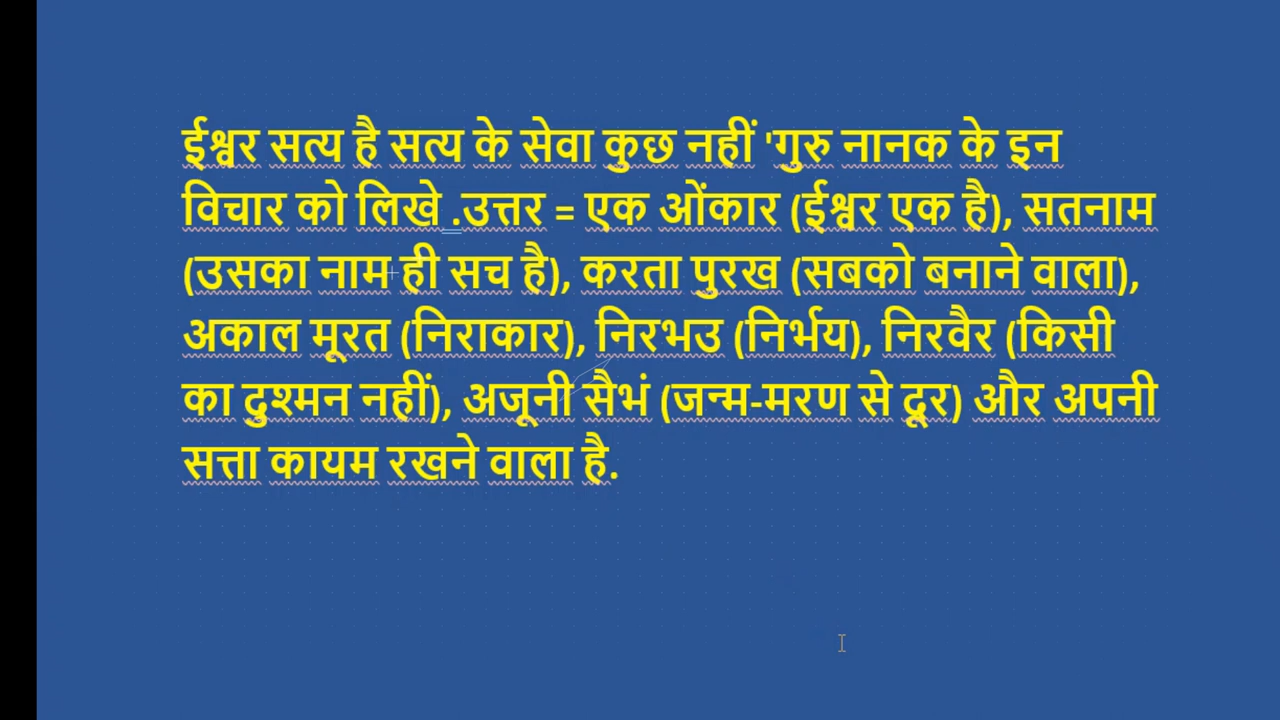 ईश्वर सत्य है सत्य के सेवा कुछ नहीं 'गुरु नानक के इन
विचार को लिखे .उत्तर = एक ओंकार (ईश्वर एक है), सतनाम
(उसका नाम ही सच है), करता पुरख (सबको बनाने वाला),
अकाल मूरत (निराकार), निरभउ (निर्भय), निरवैर (किसी
का दुश्मन नहीं), अजूनी सैभं (जन्म-मरण से दूर) और अपनी
सत्ता कायम रखने वाला है.